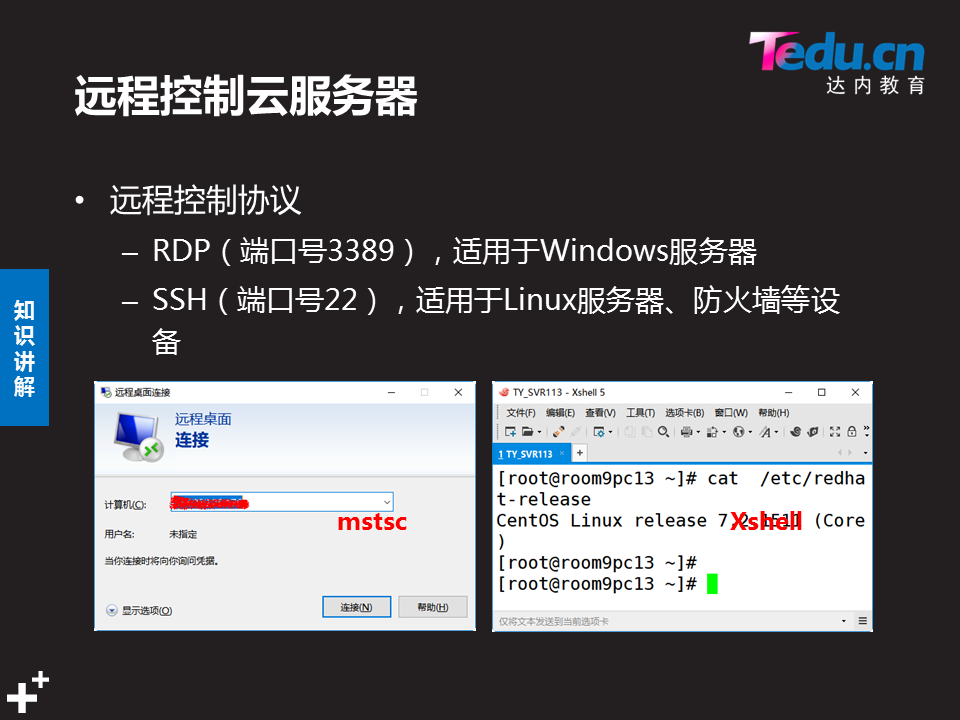 Tedu.cn
达内教育
远程控制云服务器
• 远程控制协议
– RDP（端口号3389），适用于Windows服务器
– SSH（端口号22），适用于Linux服务器、防火墙等设
备
知识讲解
远程桌面连接
远程桌面
连接
计算机(C):
mstsc
用户名: 未指定
当你连接时将向你询问凭据。
显示选项(O)
连接(N)
帮助(H)
TY_SVR113 - Xshell 5
文件(F) 编辑(E) 查看(V) 工具(T) 选项卡(B) 窗口(W) 帮助(H)
1 TY_SVR113 × +
[root@room9pc13 ~]# cat /etc/redha
t-release
CentOS Linux release 7.2.1511 (Core
)
Xshell
[root@room9pc13 ~]#
[root@room9pc13 ~]#
仅将文本发送到当前选项卡